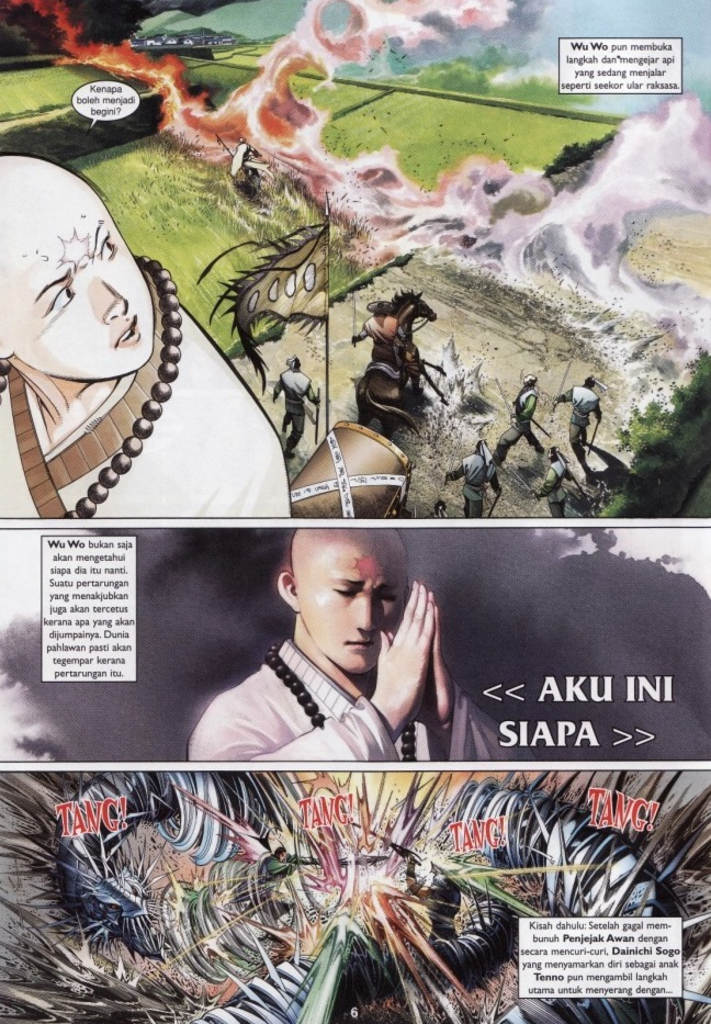 Wu Wo pun membuka
langkah dan mengejar api
yang sedang menjalar
seperti seekor ular raksasa.
Kenapa
boleh menjadi
begini?
Wu Wo bukan saja
akan mengetahui
siapa dia itu nanti.
Suatu pertarungan
yang menakjubkan
juga akan tercetus
kerana apa yang akan
dijumpainya. Dunia
pahlawan pasti akan
tegempar kerana
pertarungan itu.
<< AKU INI
SIAPA >>
TANG!
TANG!
TANG!
TANG!
Kisah dahulu: Setelah gagal mem-
bunuh Penjejak Awan dengan
secara mencuri-curi, Dainichi Sogo
yang menyamarkan diri sebagai anak
Tenno pun mengambil langkah
utama untuk menyerang dengan...
6